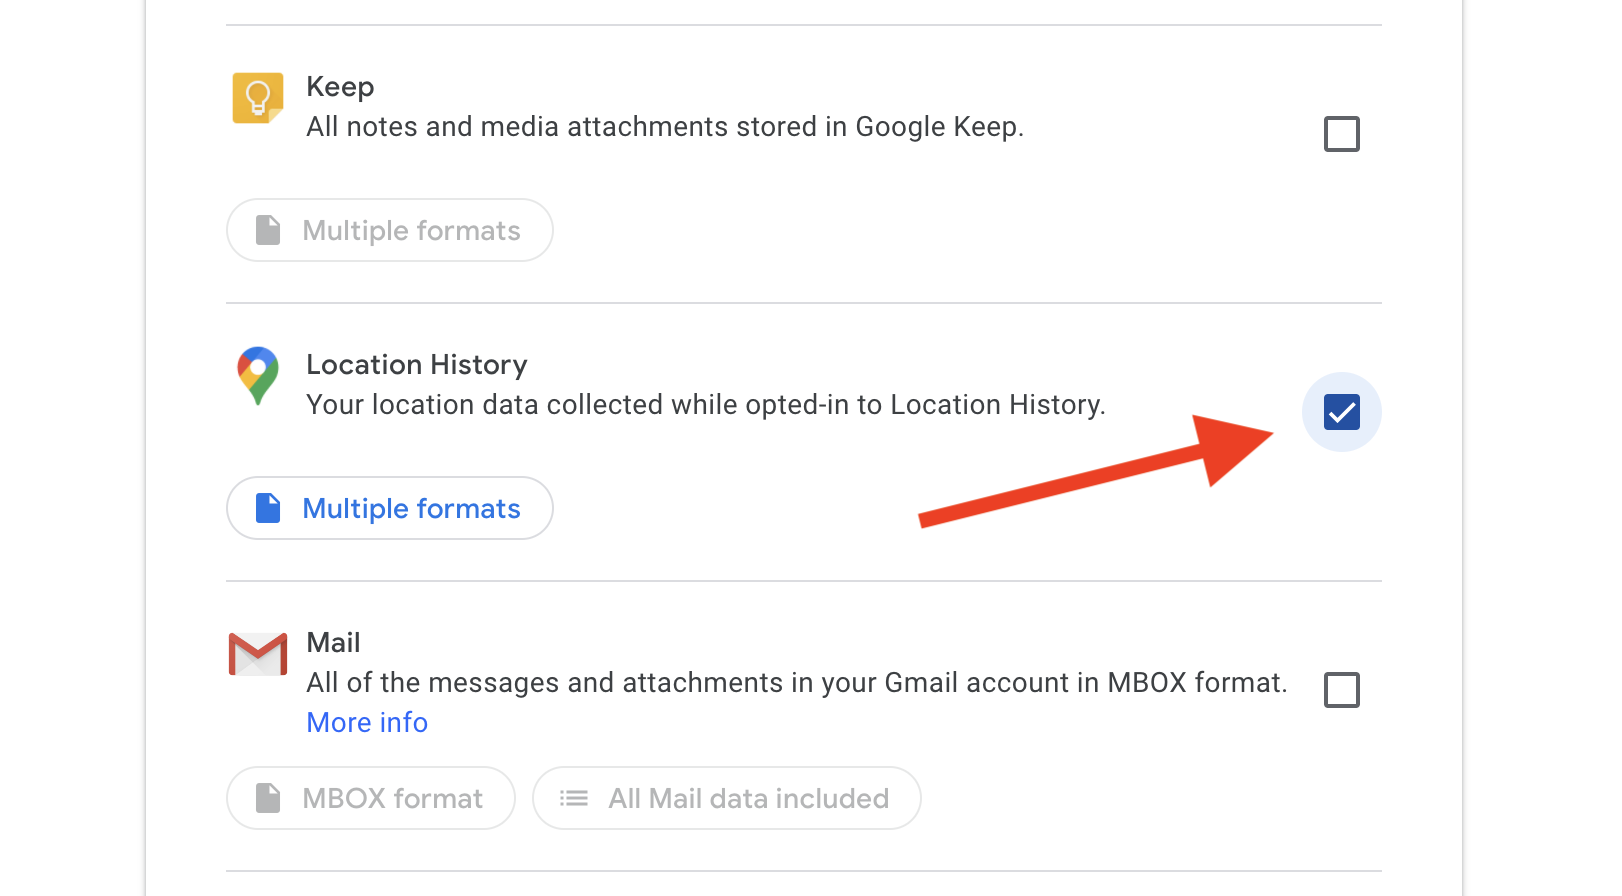 Keep
All notes and media attachments stored in Google Keep.
Multiple formats
Location History
Your location data collected while opted-in to Location History.
Multiple formats
Mail
All of the messages and attachments in your Gmail account in MBOX format.
More info
MBOX format
All Mail data included